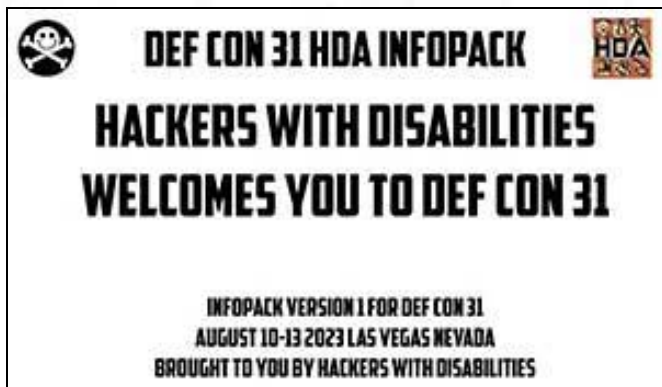 DEF CON 31 HDA INFOPACK
HDA
HACKERS WITH DISABILITIES
WELCOMES YOU TO DEF CON 31
INFOPACK VERSION 1 FOR DEF CON 31
AUGUST 10-13 2023 LAS VEGAS NEVADA
BROUGHT TO YOU BY HACKERS WITH DISABILITIES